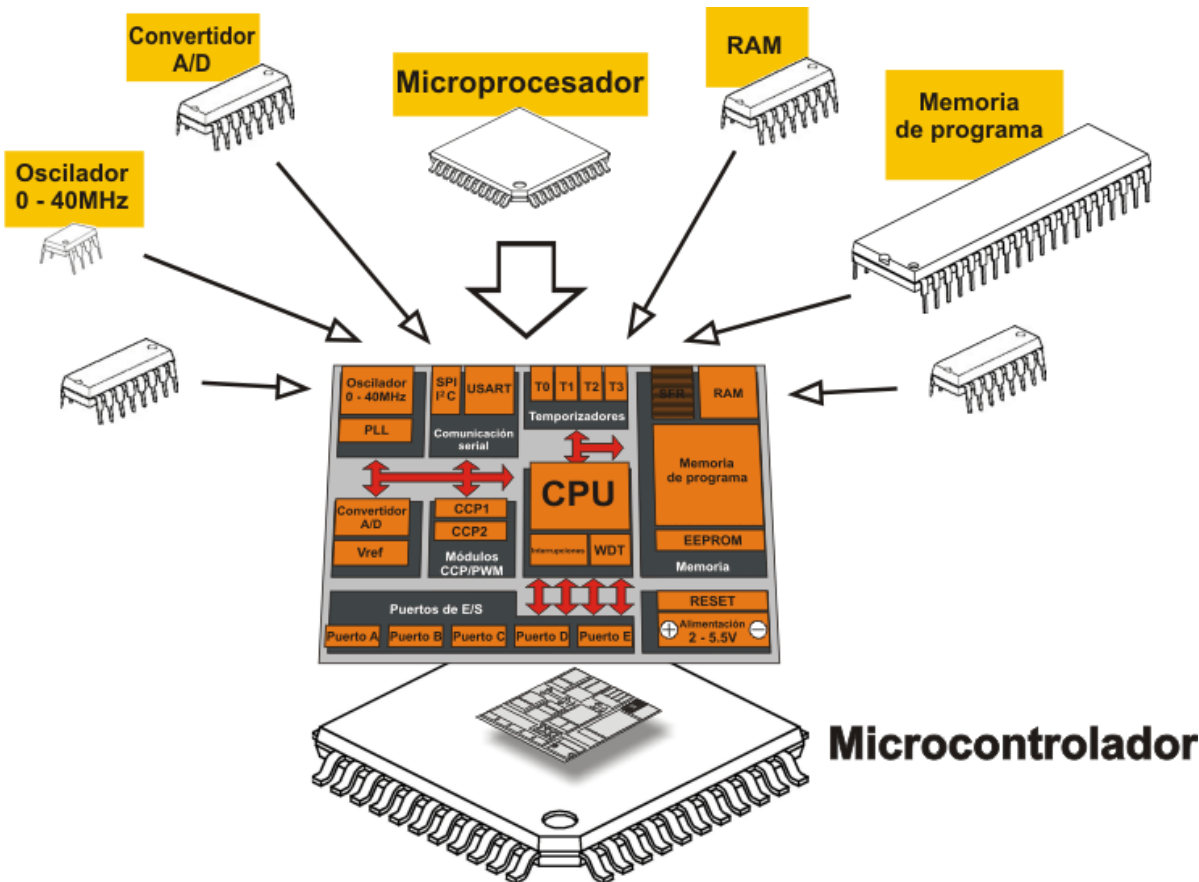 Convertidor
A/D
Microprocesador
RAM
Memoria
de programa
Oscilador
0 - 40MHz
Oscilador
0 - 40MHz
PLL
SPI
I²C
USART
Comunicación
serial
T0
T1
T2
T3
Temporizadores
SFR
RAM
Memoria
de programa
EEPROM
Memoria
Convertidor
A/D
Vref
CCP1
CCP2
Módulos
CCP/PWM
CPU
Interrupciones
WDT
Puertos de E/S
Puerto A
Puerto B
Puerto C
Puerto D
Puerto E
RESET
+ Alimentación −
2 - 5.5V
Microcontrolador